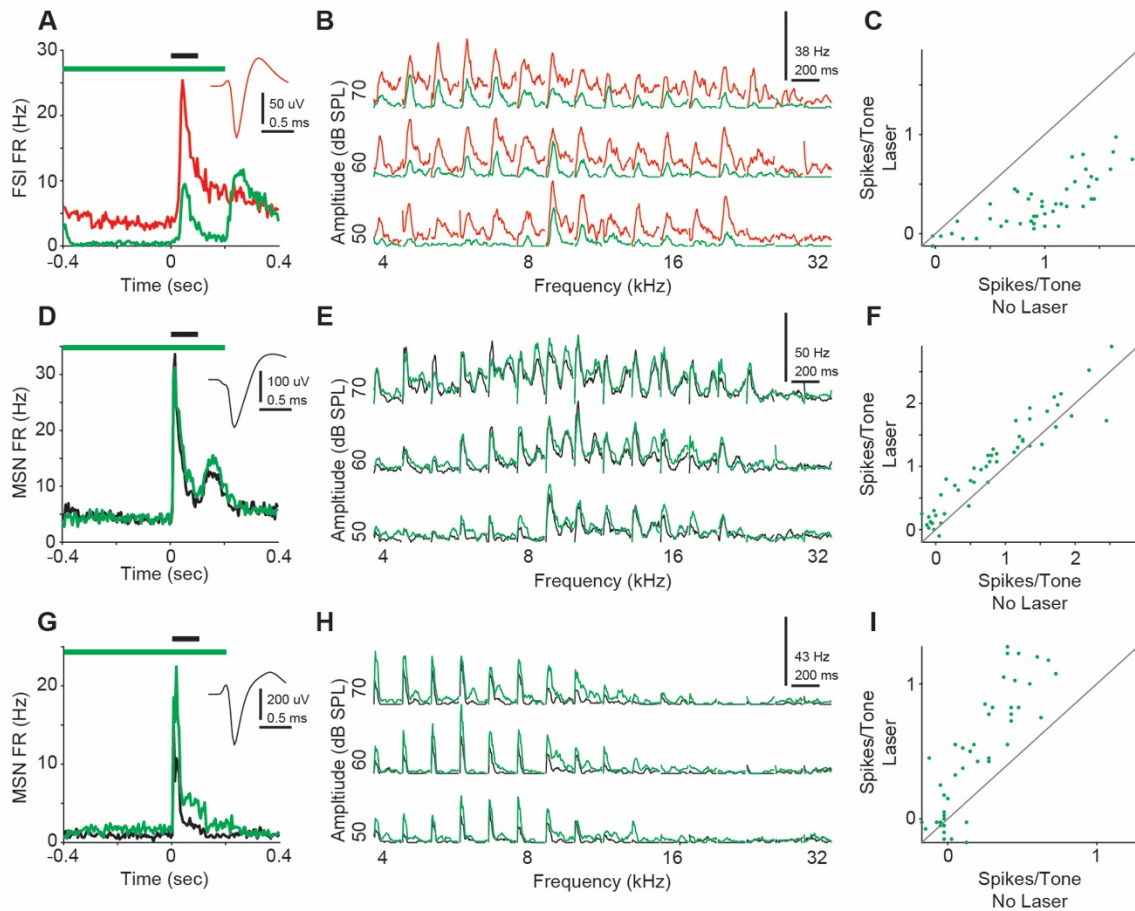 A
B
C
FSI FR (Hz)
30
20
10
0
50 uV
0.5 ms
-0.4
0
0.4
Time (sec)
Ampltiude (dB SPL)
70
60
50
38 Hz
200 ms
4
8
16
32
Frequency (kHz)
Spikes/Tone
Laser
1
0
0
1
Spikes/Tone
No Laser
D
E
F
MSN FR (Hz)
30
20
10
0
100 uV
0.5 ms
-0.4
0
0.4
Time (sec)
Ampltiude (dB SPL)
70
60
50
50 Hz
200 ms
4
8
16
32
Frequency (kHz)
Spikes/Tone
Laser
2
1
0
0
1
2
Spikes/Tone
No Laser
G
H
I
MSN FR (Hz)
20
10
0
200 uV
0.5 ms
-0.4
0
0.4
Time (sec)
Ampltiude (dB SPL)
70
60
50
43 Hz
200 ms
4
8
16
32
Frequency (kHz)
Spikes/Tone
Laser
1
0
0
1
Spikes/Tone
No Laser